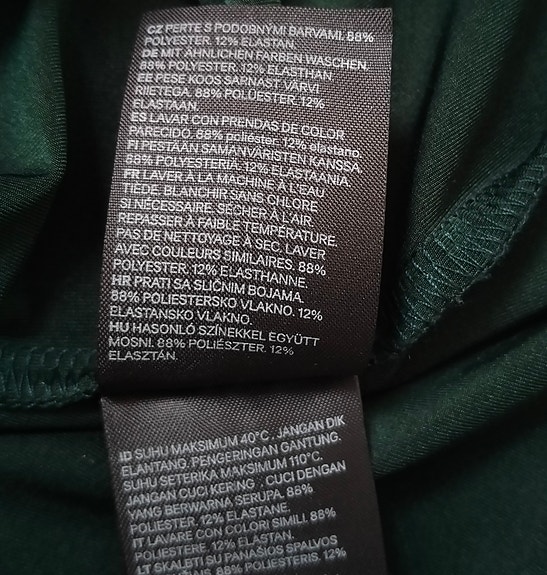 CZ PERTE S PODOBNÝMI BARVAMI. 88%
POLYESTER. 12% ELASTAN.
DE MIT ÄHNLICHEN FARBEN WASCHEN.
88% POLYESTER. 12% ELASTHAN.
EE PESE KOOS SARNAST VÄRVI
RIIETEGA. 88% POLÜESTER. 12%
ELASTAAN.
ES LAVAR CON PRENDAS DE COLOR
PARECIDO. 88% poliéster. 12% elastano.
FI PESTÄÄN SAMANVÄRISTEN KANSSA.
88% POLYESTERIÄ. 12% ELASTAANIA.
FR LAVER À LA MACHINE À L'EAU
TIÈDE. BLANCHIR SANS CHLORE
SI NÉCESSAIRE. SÉCHER À L'AIR.
REPASSER À FAIBLE TEMPÉRATURE.
PAS DE NETTOYAGE À SEC. LAVER
AVEC COULEURS SIMILAIRES. 88%
POLYESTER. 12% ÉLASTHANNE.
HR PRATI SA SLIČNIM BOJAMA.
88% POLIESTERSKO VLAKNO. 12%
ELASTANSKO VLAKNO.
HU HASONLÓ SZÍNEKKEL EGYÜTT
MOSNI. 88% POLIÉSZTER. 12%
ELASZTÁN.
ID SUHU MAKSIMUM 40°C . JANGAN DIK
ELANTANG. PENGERINGAN GANTUNG.
SUHU SETERIKA MAKSIMUM 110°C.
JANGAN CUCI KERING . CUCI DENGAN
YANG BERWARNA SERUPA. 88%
POLIESTER. 12% ELASTANE.
IT LAVARE CON COLORI SIMILI. 88%
POLIESTERE. 12% ELASTAN.
LT SKALBTI SU PANAŠIOS SPALVOS